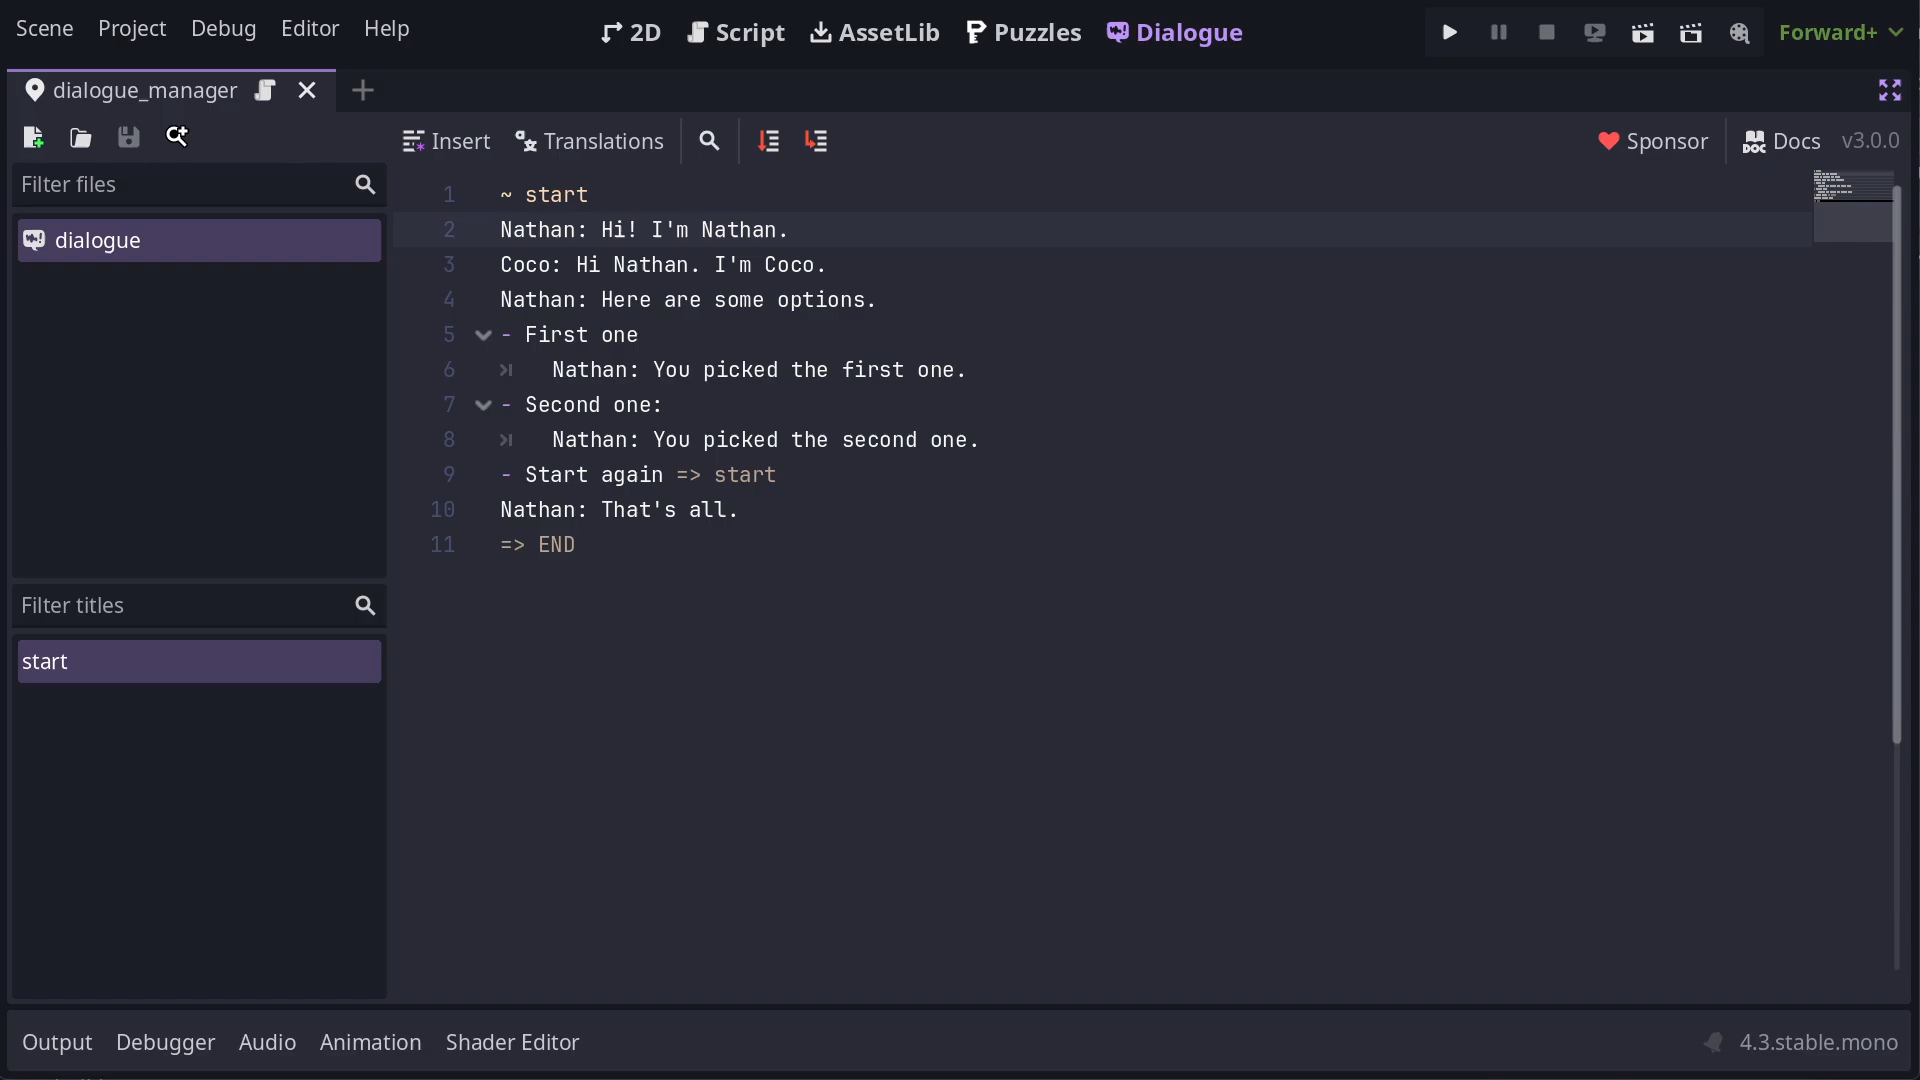 Scene Project Debug Editor Help 2D Script AssetLib Puzzles Dialogue Forward+
dialogue_manager
Insert Translations Sponsor DOC Docs v3.0.0
Filter files
dialogue
Filter titles
start
1 ~ start
2 Nathan: Hi! I'm Nathan.
3 Coco: Hi Nathan. I'm Coco.
4 Nathan: Here are some options.
5 - First one
6 Nathan: You picked the first one.
7 - Second one:
8 Nathan: You picked the second one.
9 - Start again => start
10 Nathan: That's all.
11 => END
Output Debugger Audio Animation Shader Editor 4.3.stable.mono